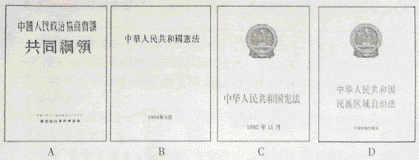 中國人民政治協商會議
共同綱領
中華人民共和國憲法
1954年9月
中华人民共和国宪法
1982年12月
中华人民共和国
民族区域自治法
A
B
C
D